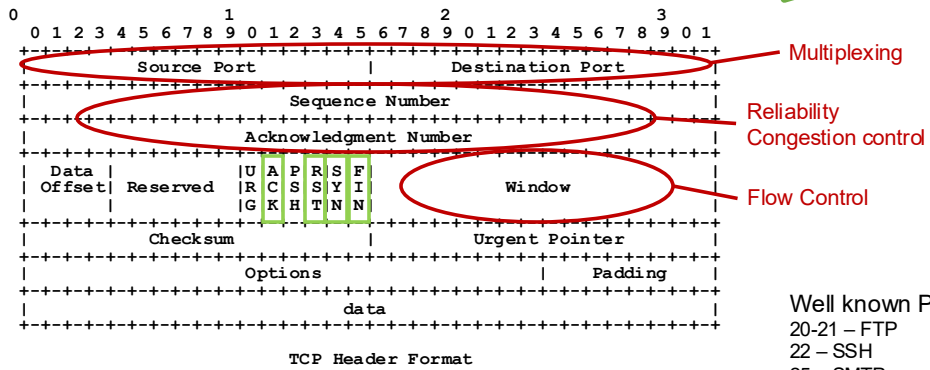 0                   1                   2                   3
0 1 2 3 4 5 6 7 8 9 0 1 2 3 4 5 6 7 8 9 0 1 2 3 4 5 6 7 8 9 0 1
+-+-+-+-+-+-+-+-+-+-+-+-+-+-+-+-+-+-+-+-+-+-+-+-+-+-+-+-+-+-+-+-+
| Source Port | Destination Port |
Multiplexing
+-+-+-+-+-+-+-+-+-+-+-+-+-+-+-+-+-+-+-+-+-+-+-+-+-+-+-+-+-+-+-+-+
| Sequence Number |
+-+-+-+-+-+-+-+-+-+-+-+-+-+-+-+-+-+-+-+-+-+-+-+-+-+-+-+-+-+-+-+-+
Reliability
Congestion control
| Acknowledgment Number |
+-+-+-+-+-+-+-+-+-+-+-+-+-+-+-+-+-+-+-+-+-+-+-+-+-+-+-+-+-+-+-+-+
| Data | |U|A|P|R|S|F| |
| Offset| Reserved |R|C|S|S|Y|I| Window |
| | |G|K|H|T|N|N| |
Flow Control
+-+-+-+-+-+-+-+-+-+-+-+-+-+-+-+-+-+-+-+-+-+-+-+-+-+-+-+-+-+-+-+-+
| Checksum | Urgent Pointer |
+-+-+-+-+-+-+-+-+-+-+-+-+-+-+-+-+-+-+-+-+-+-+-+-+-+-+-+-+-+-+-+-+
| Options | Padding |
+-+-+-+-+-+-+-+-+-+-+-+-+-+-+-+-+-+-+-+-+-+-+-+-+-+-+-+-+-+-+-+-+
| data |
+-+-+-+-+-+-+-+-+-+-+-+-+-+-+-+-+-+-+-+-+-+-+-+-+-+-+-+-+-+-+-+-+
TCP Header Format
Well known P
20-21 – FTP
22 – SSH